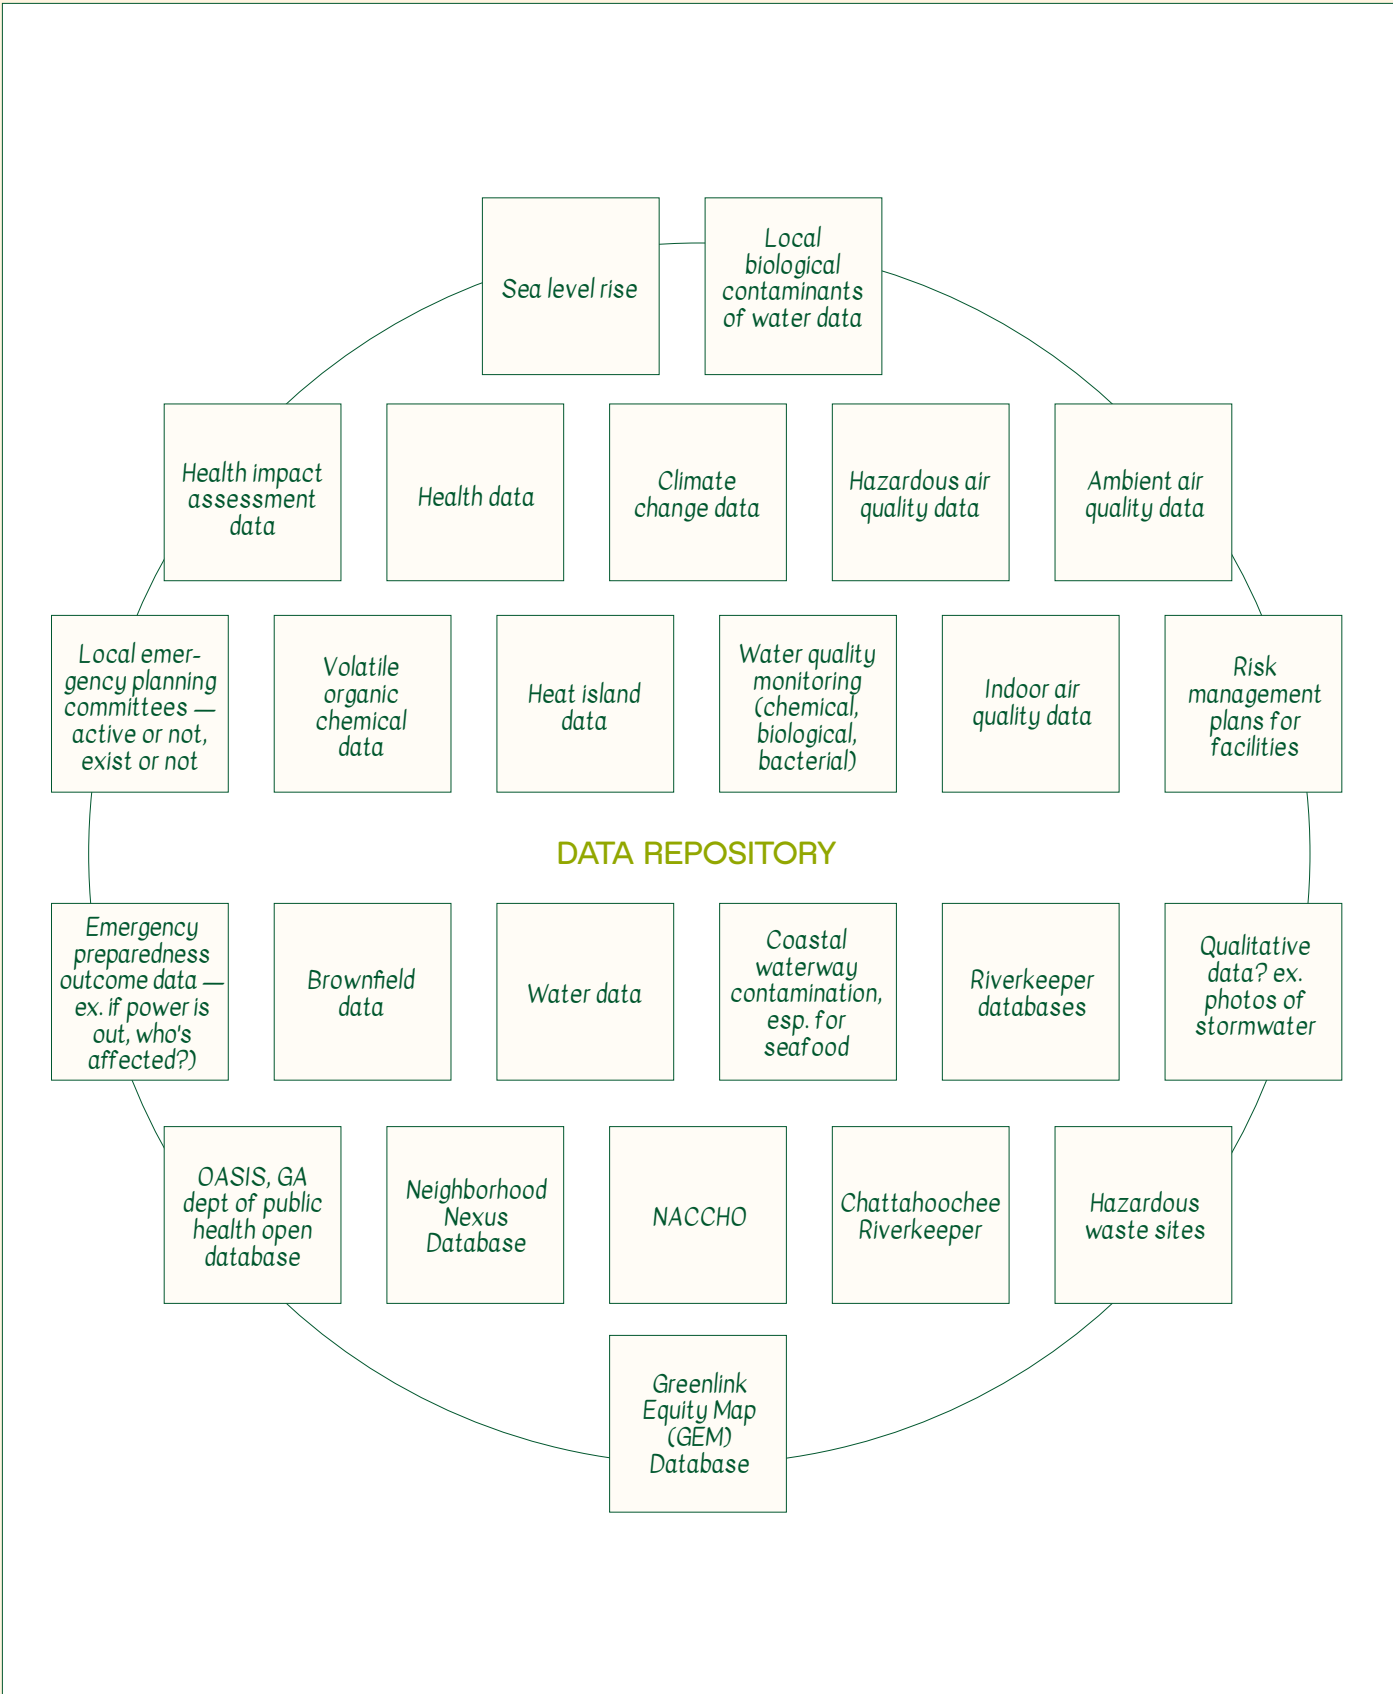 Sea level rise
Local
biological
contaminants
of water data
Health impact
assessment
data
Health data
Climate
change data
Hazardous air
quality data
Ambient air
quality data
Local emer-
gency planning
committees —
active or not,
exist or not
Volatile
organic
chemical
data
Heat island
data
Water quality
monitoring
(chemical,
biological,
bacterial)
Indoor air
quality data
Risk
management
plans for
facilities
DATA REPOSITORY
Emergency
preparedness
outcome data —
ex. if power is
out, who's
affected?)
Brownfield
data
Water data
Coastal
waterway
contamination,
esp. for
seafood
Riverkeeper
databases
Qualitative
data? ex.
photos of
stormwater
OASIS, GA
dept of public
health open
database
Neighborhood
Nexus
Database
NACCHO
Chattahoochee
Riverkeeper
Hazardous
waste sites
Greenlink
Equity Map
(GEM)
Database